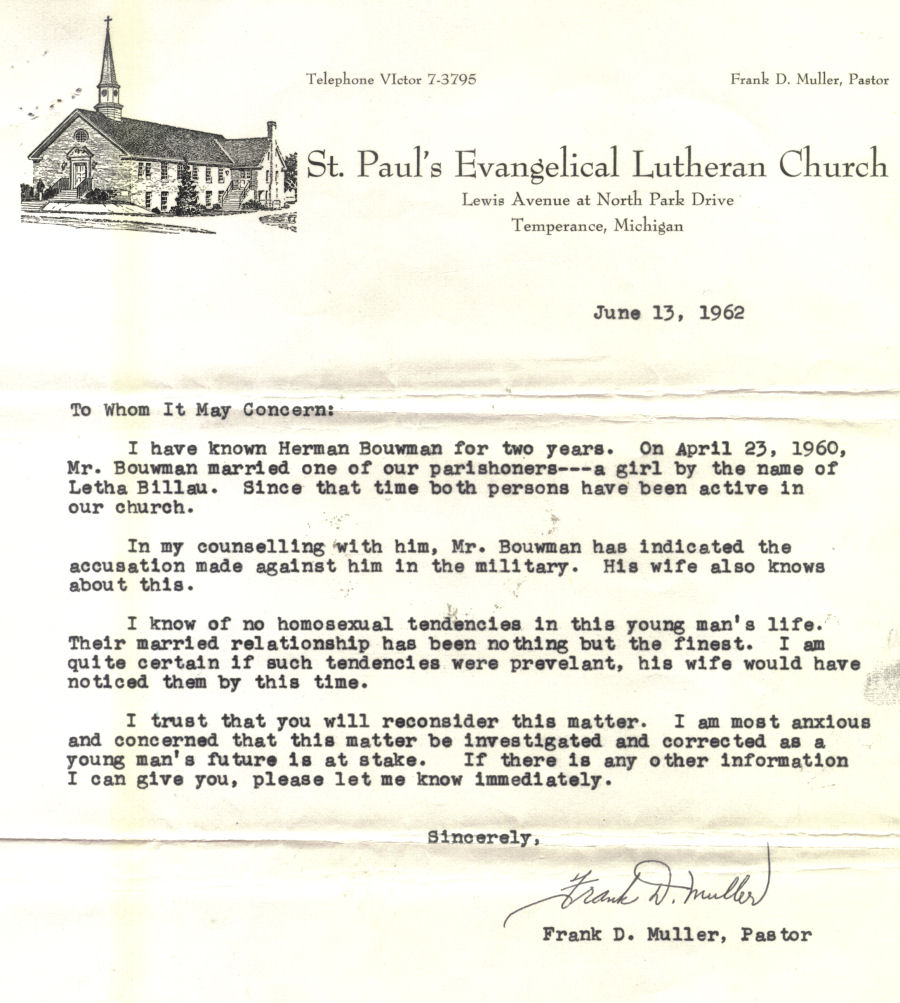 Telephone VIctor 7-3795
Frank D. Muller, Pastor
St. Paul's Evangelical Lutheran Church
Lewis Avenue at North Park Drive
Temperance, Michigan
June 13, 1962
To Whom It May Concern:
I have known Herman Bouwman for two years. On April 23, 1960,
Mr. Bouwman married one of our parishoners---a girl by the name of
Letha Billau. Since that time both persons have been active in
our church.
In my counselling with him, Mr. Bouwman has indicated the
accusation made against him in the military. His wife also knows
about this.
I know of no homosexual tendencies in this young man's life.
Their married relationship has been nothing but the finest. I am
quite certain if such tendencies were prevelant, his wife would have
noticed them by this time.
I trust that you will reconsider this matter. I am most anxious
and concerned that this matter be investigated and corrected as a
young man's future is at stake. If there is any other information
I can give you, please let me know immediately.
Sincerely,
Frank D. Muller
Frank D. Muller, Pastor